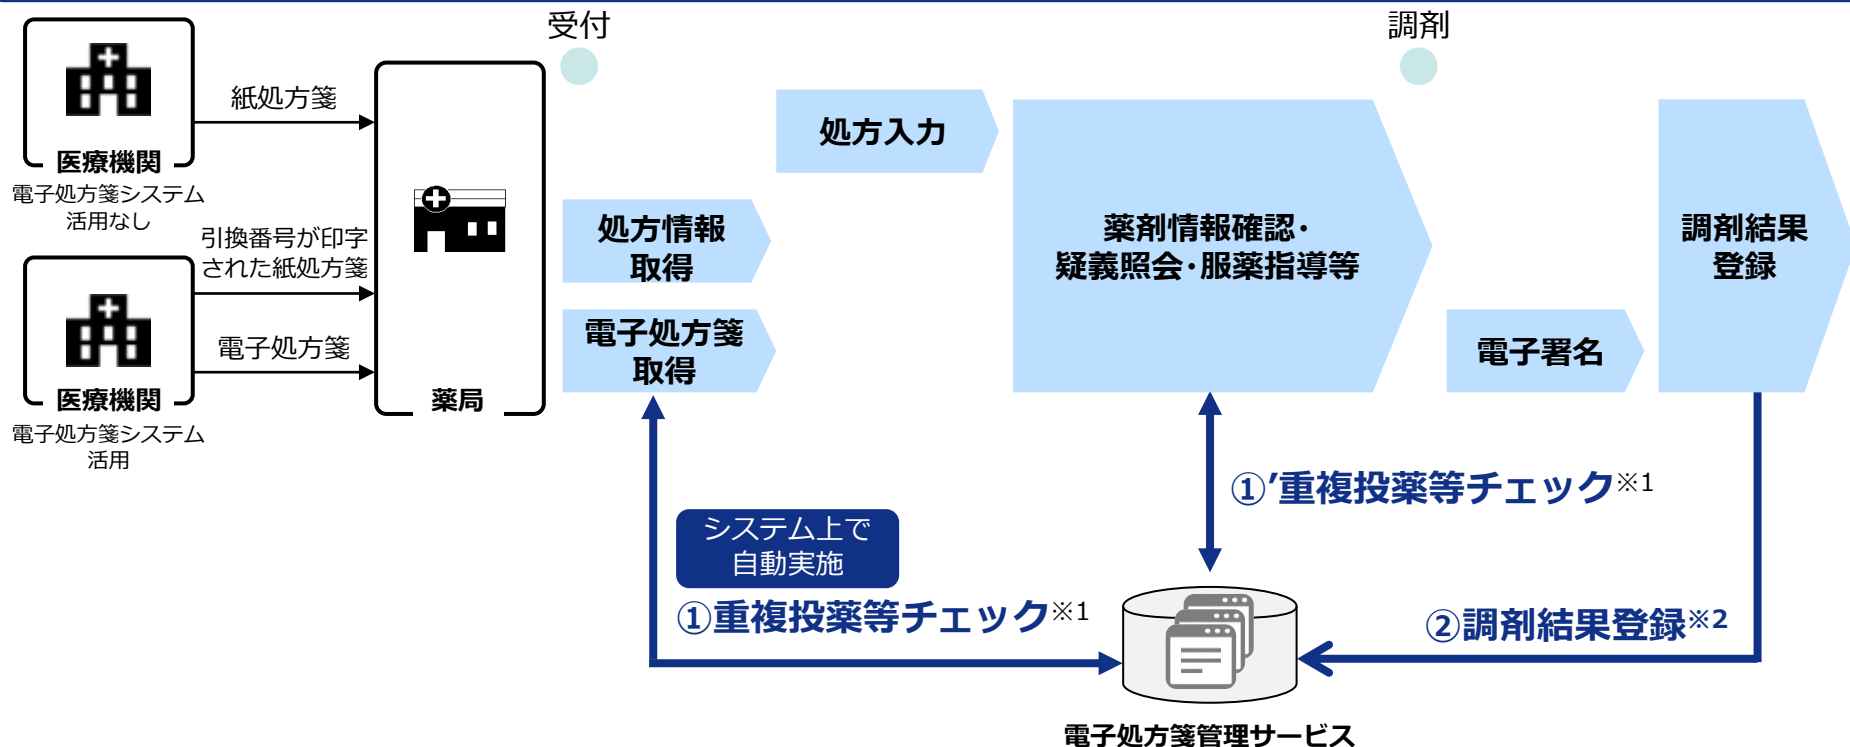 受付
調剤
紙処方箋
医療機関
電子処方箋システム
活用なし
引換番号が印字
された紙処方箋
電子処方箋
医療機関
電子処方箋システム
活用
薬局
処方入力
処方情報
取得
電子処方箋
取得
薬剤情報確認・
疑義照会・服薬指導等
電子署名
調剤結果
登録
システム上で
自動実施
①重複投薬等チェック※1
①’重複投薬等チェック※1
②調剤結果登録※2
電子処方箋管理サービス